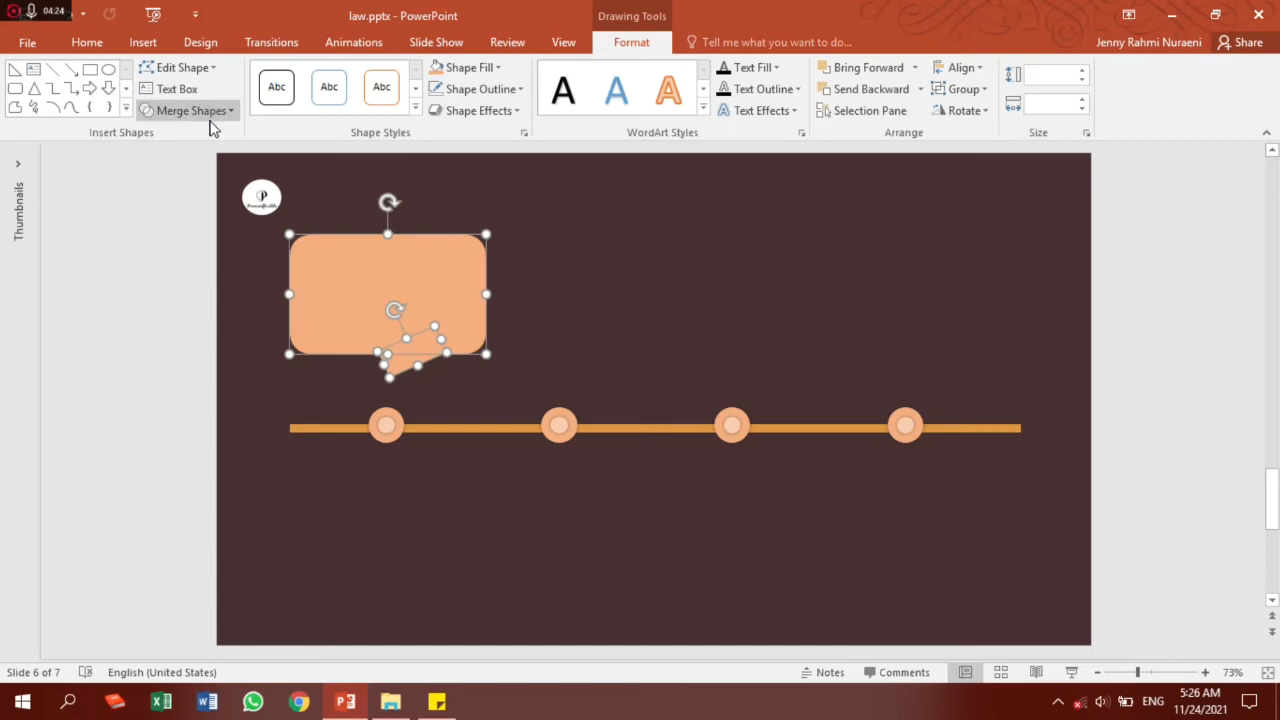 04:24
law.pptx - PowerPoint
Drawing Tools
File
Home
Insert
Design
Transitions
Animations
Slide Show
Review
View
Format
Tell me what you want to do...
Jenny Rahmi Nuraeni
Share
Edit Shape
Text Box
Merge Shapes
Insert Shapes
Abc
Abc
Abc
Shape Fill
Shape Outline
Shape Effects
Shape Styles
A
A
A
Text Fill
Text Outline
Text Effects
WordArt Styles
Bring Forward
Send Backward
Selection Pane
Align
Group
Rotate
Arrange
Size
Thumbnails
P
Slide 6 of 7
English (United States)
Notes
Comments
73%
ENG
5:26 AM
11/24/2021